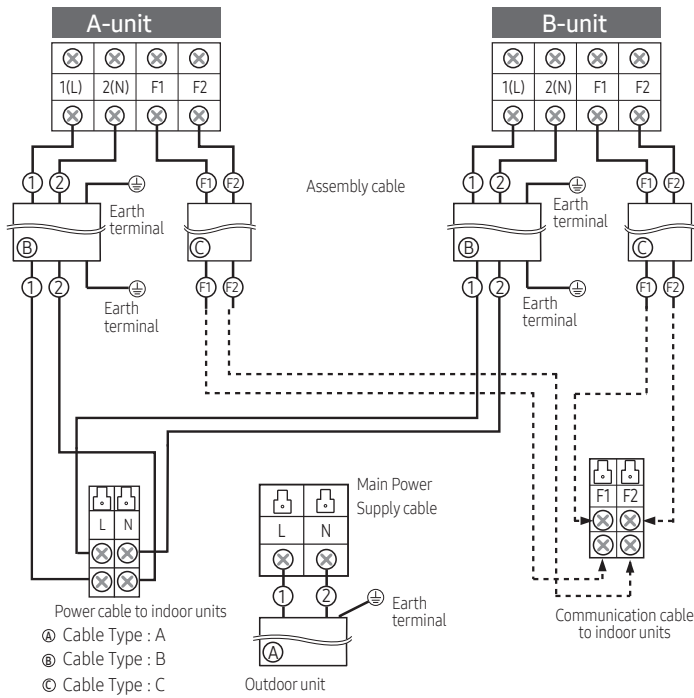 A-unit B-unit
1(L) 2(N) F1 F2 1(L) 2(N) F1 F2
1 2 F1 F2 Assembly cable 1 2 F1 F2
Earth Earth
terminal terminal
B C B C
1 2 F1 F2 1 2 F1 F2
Earth Earth
terminal terminal
Main Power
Supply cable
L N L N F1 F2
1 2
Earth
terminal
Power cable to indoor units
Communication cable
to indoor units
Ⓐ Cable Type : A
Ⓑ Cable Type : B
Ⓒ Cable Type : C
A
Outdoor unit